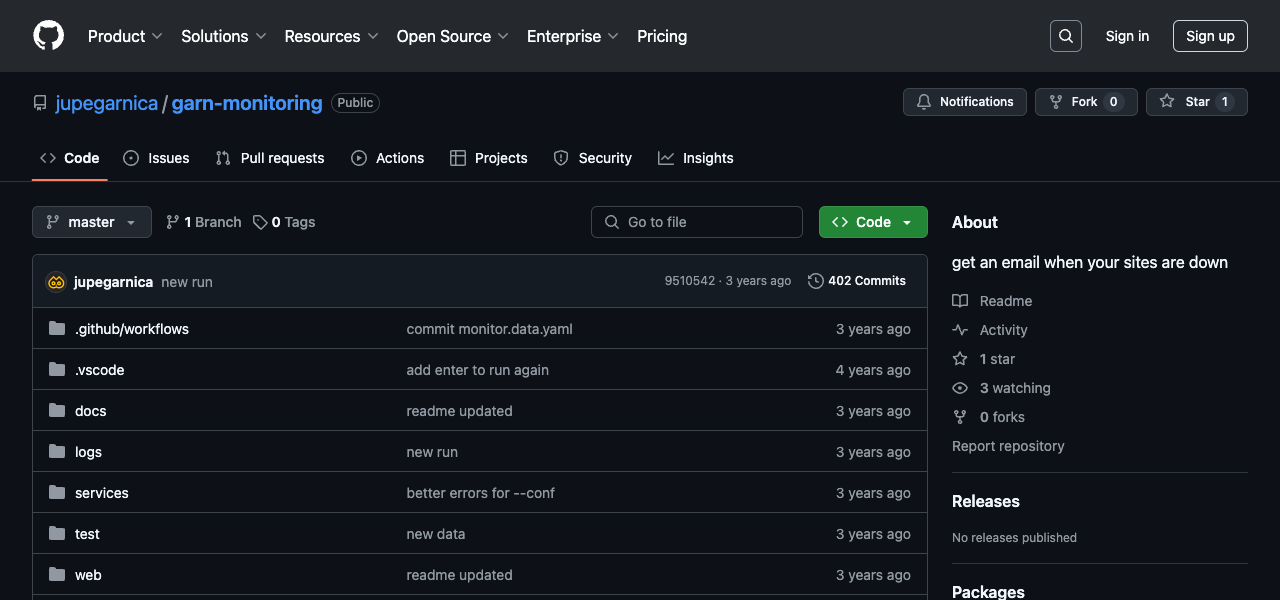 Product Solutions Resources Open Source Enterprise Pricing Sign in Sign up
jupegarnica / garn-monitoring Public Notifications Fork 0 Star 1
Code Issues Pull requests Actions Projects Security Insights
master 1 Branch 0 Tags Go to file Code
jupegarnica new run 9510542 · 3 years ago 402 Commits
.github/workflows commit monitor.data.yaml 3 years ago
.vscode add enter to run again 4 years ago
docs readme updated 3 years ago
logs new run 3 years ago
services better errors for --conf 3 years ago
test new data 3 years ago
web readme updated 3 years ago
About
get an email when your sites are down
Readme
Activity
1 star
3 watching
0 forks
Report repository
Releases
No releases published
Packages